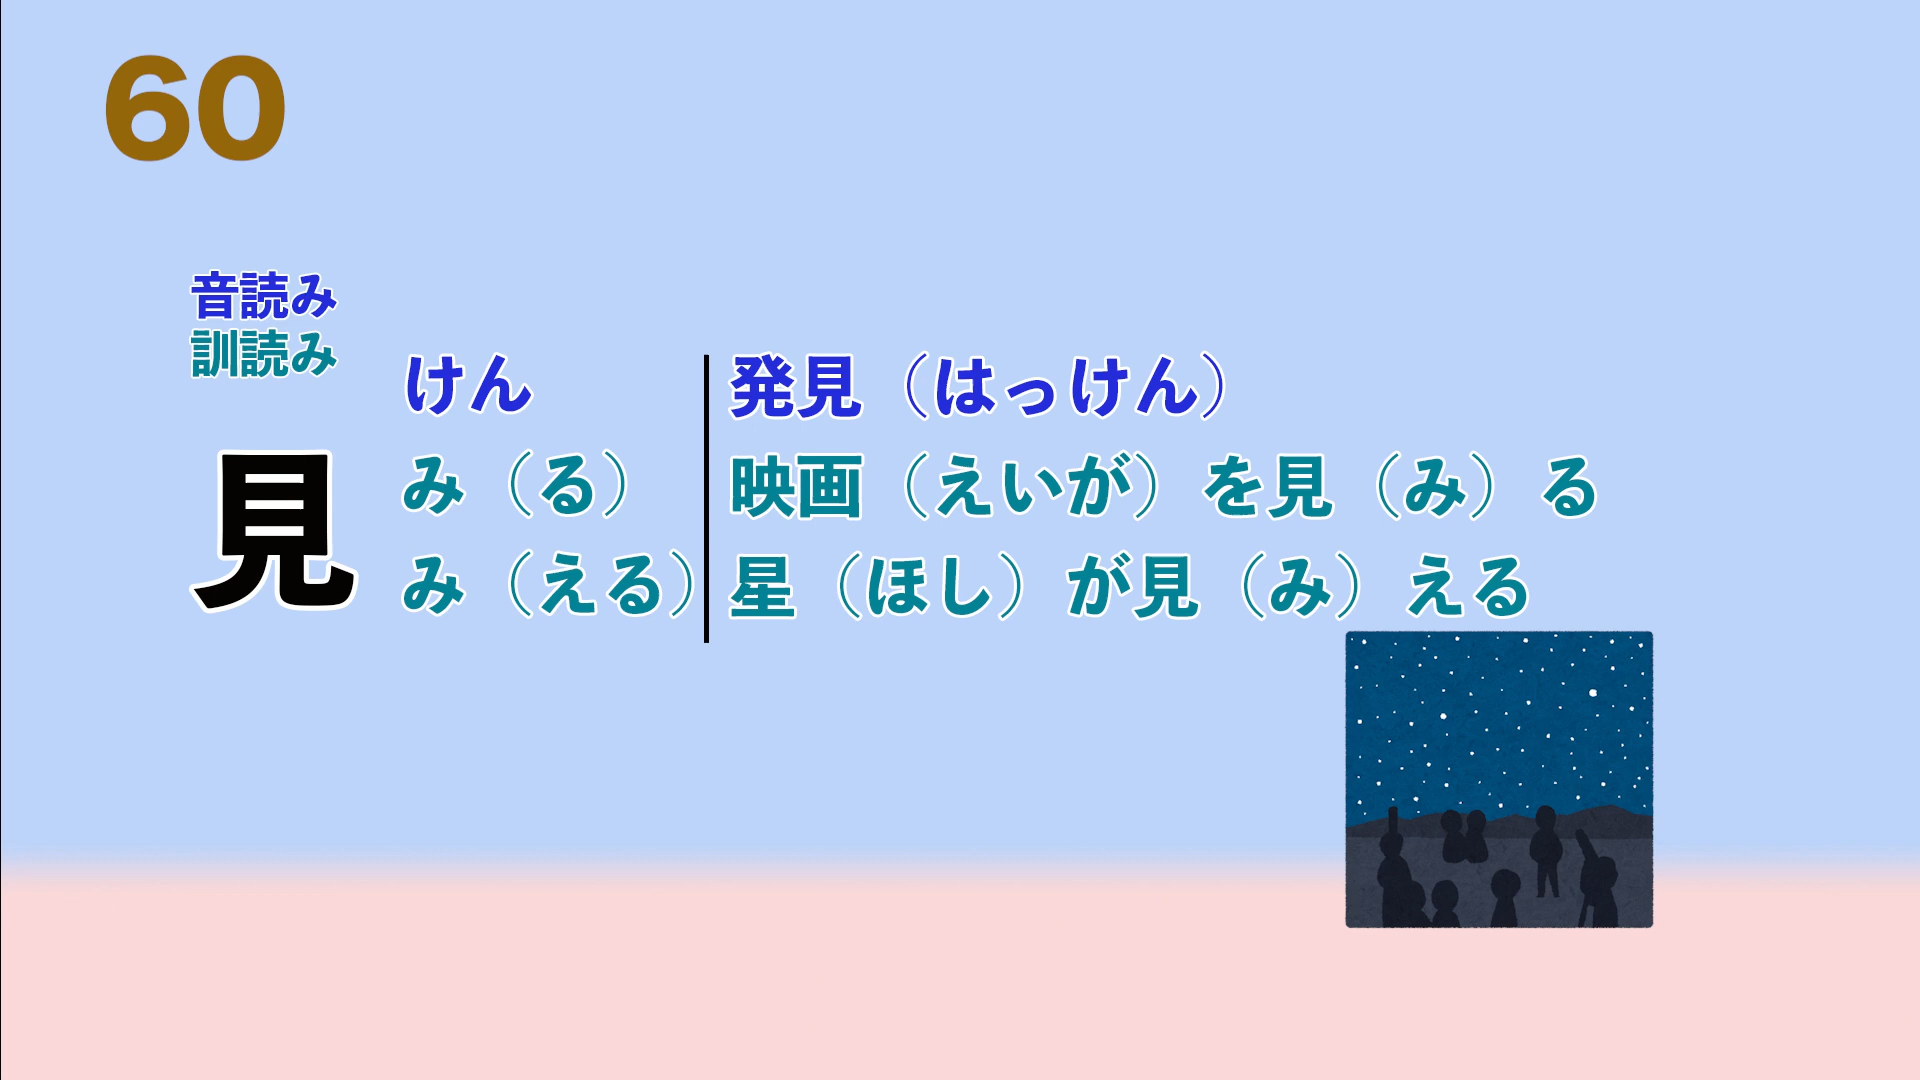 60
音読み
訓読み
見
けん
み（る）
み（える）
発見（はっけん）
映画（えいが）を見（み）る
星（ほし）が見（み）える